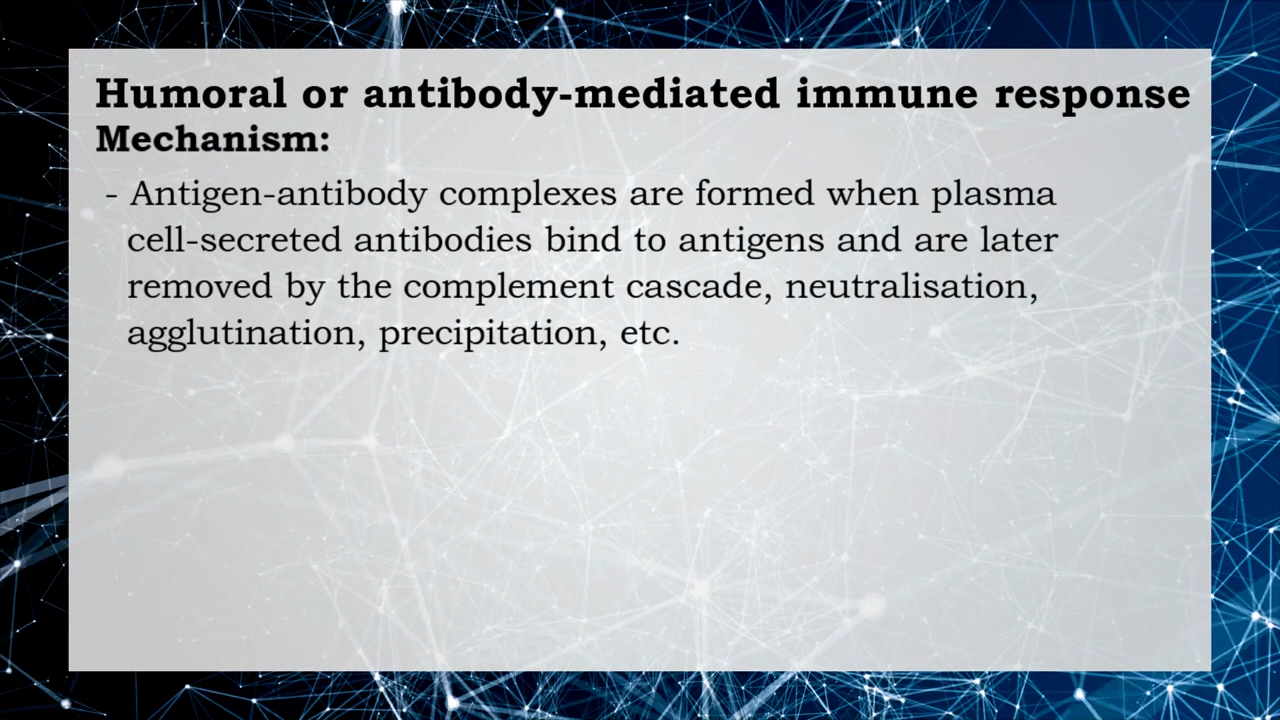 Humoral or antibody-mediated immune response
Mechanism:
- Antigen-antibody complexes are formed when plasma
cell-secreted antibodies bind to antigens and are later
removed by the complement cascade, neutralisation,
agglutination, precipitation, etc.